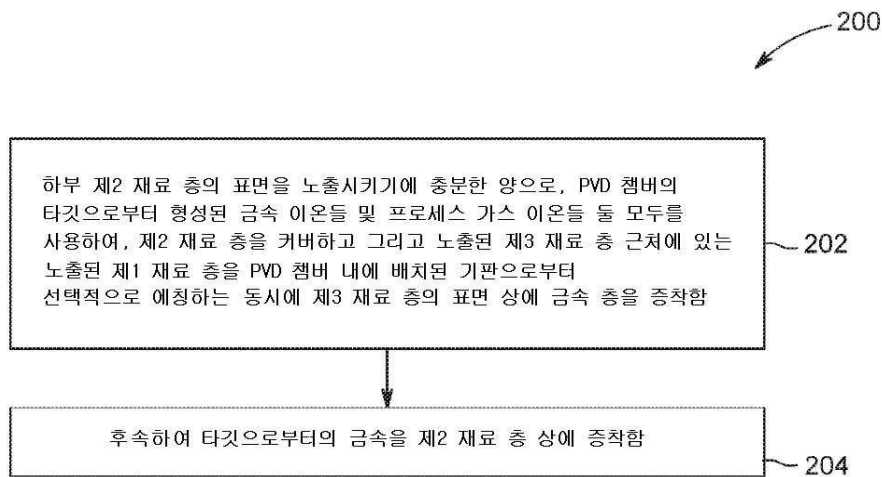 200
하부 제2 재료 층의 표면을 노출시키기에 충분한 양으로, PVD 챔버의
타깃으로부터 형성된 금속 이온들 및 프로세스 가스 이온들 둘 모두를
사용하여, 제2 재료 층을 커버하고 그리고 노출된 제3 재료 층 근처에 있는
노출된 제1 재료 층을 PVD 챔버 내에 배치된 기판으로부터
선택적으로 에칭하는 동시에 제3 재료 층의 표면 상에 금속 층을 증착함
202
후속하여 타깃으로부터의 금속을 제2 재료 층 상에 증착함
204